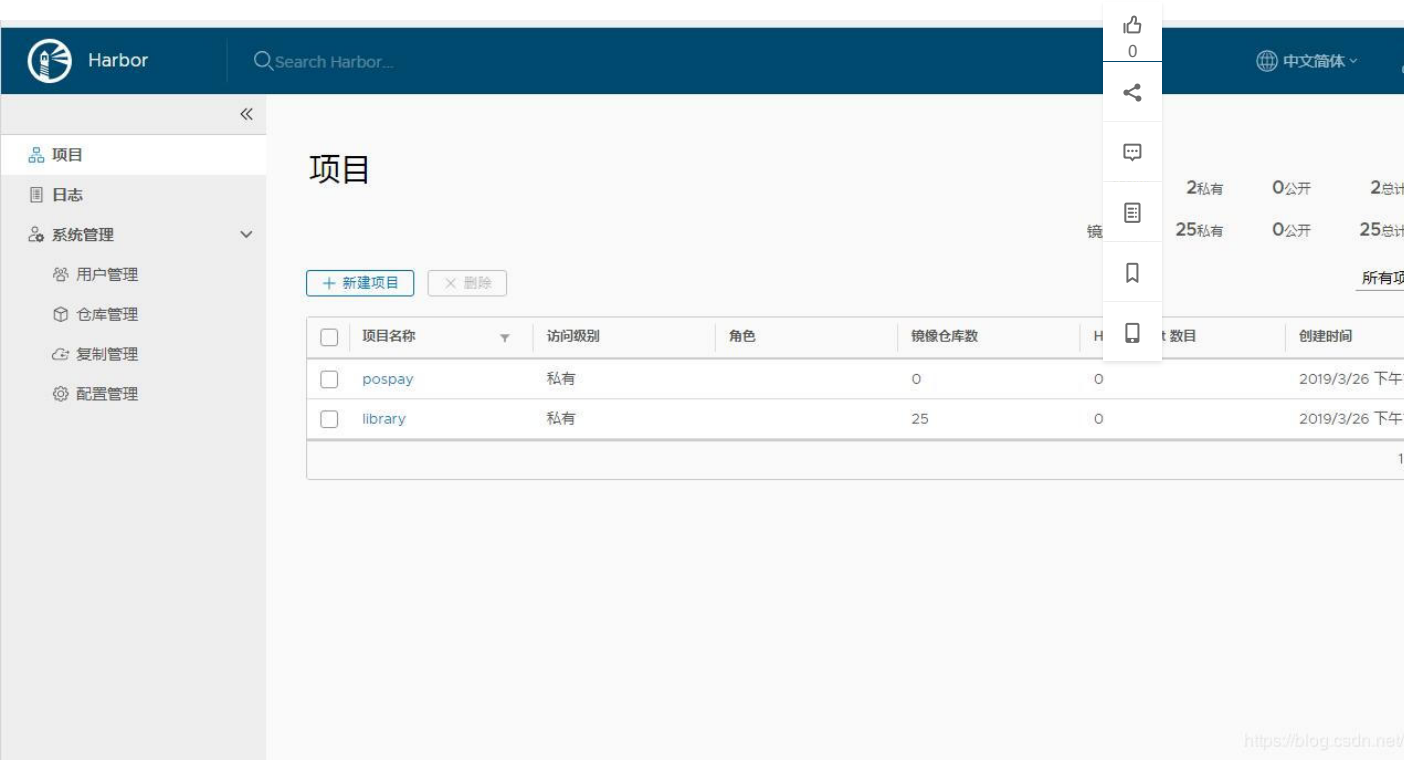 0
Harbor
Search Harbor...
中文简体
项目
日志
系统管理
用户管理
仓库管理
复制管理
配置管理
项目
2私有 0公开 2总计
镜 25私有 0公开 25总计
所有项
+ 新建项目 × 删除
项目名称 访问级别 角色 镜像仓库数 H t 数目 创建时间
pospay 私有 0 0 2019/3/26 下午
library 私有 25 0 2019/3/26 下午
1
https://blog.csdn.net/